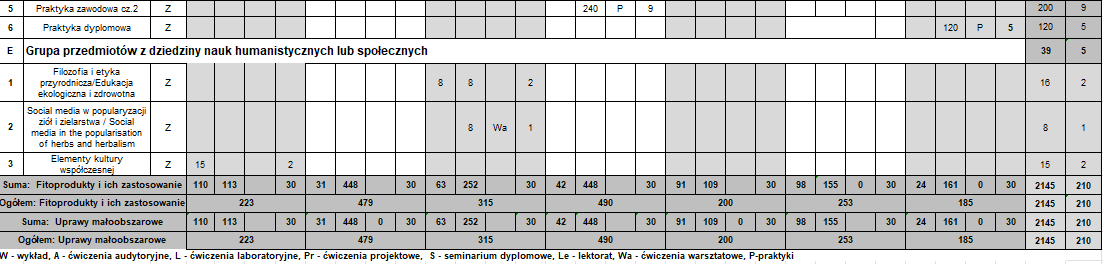 5 Praktyka zawodowa cz.2 Z 240 P 9 200 9
6 Praktyka dyplomowa Z 120 P 5 120 5
E Grupa przedmiotów z dziedziny nauk humanistycznych lub społecznych 39 5
1 Filozofia i etyka przyrodnicza/Edukacja ekologiczna i zdrowotna Z 8 8 2 16 2
2 Social media w popularyzacji ziół i zielarstwa / Social media in the popularisation of herbs and herbalism Z 8 Wa 1 8 1
3 Elementy kultury współczesnej Z 15 2 15 2
Suma: Fitoprodukty i ich zastosowanie 110 113 30 31 448 30 63 252 30 42 448 30 91 109 30 98 155 0 30 24 161 0 30 2145 210
Ogółem: Fitoprodukty i ich zastosowanie 223 479 315 490 200 253 185 2145 210
Suma: Uprawy małoobszarowe 110 113 30 31 448 0 30 63 252 30 42 448 30 91 109 0 30 98 155 30 24 161 0 30 2145 210
Ogółem: Uprawy małoobszarowe 223 479 315 490 200 253 185 2145 210
W - wykład, A - ćwiczenia audytoryjne, L - ćwiczenia laboratoryjne, Pr - ćwiczenia projektowe, S - seminarium dyplomowe, Le - lektorat, Wa - ćwiczenia warsztatowe, P-praktyki